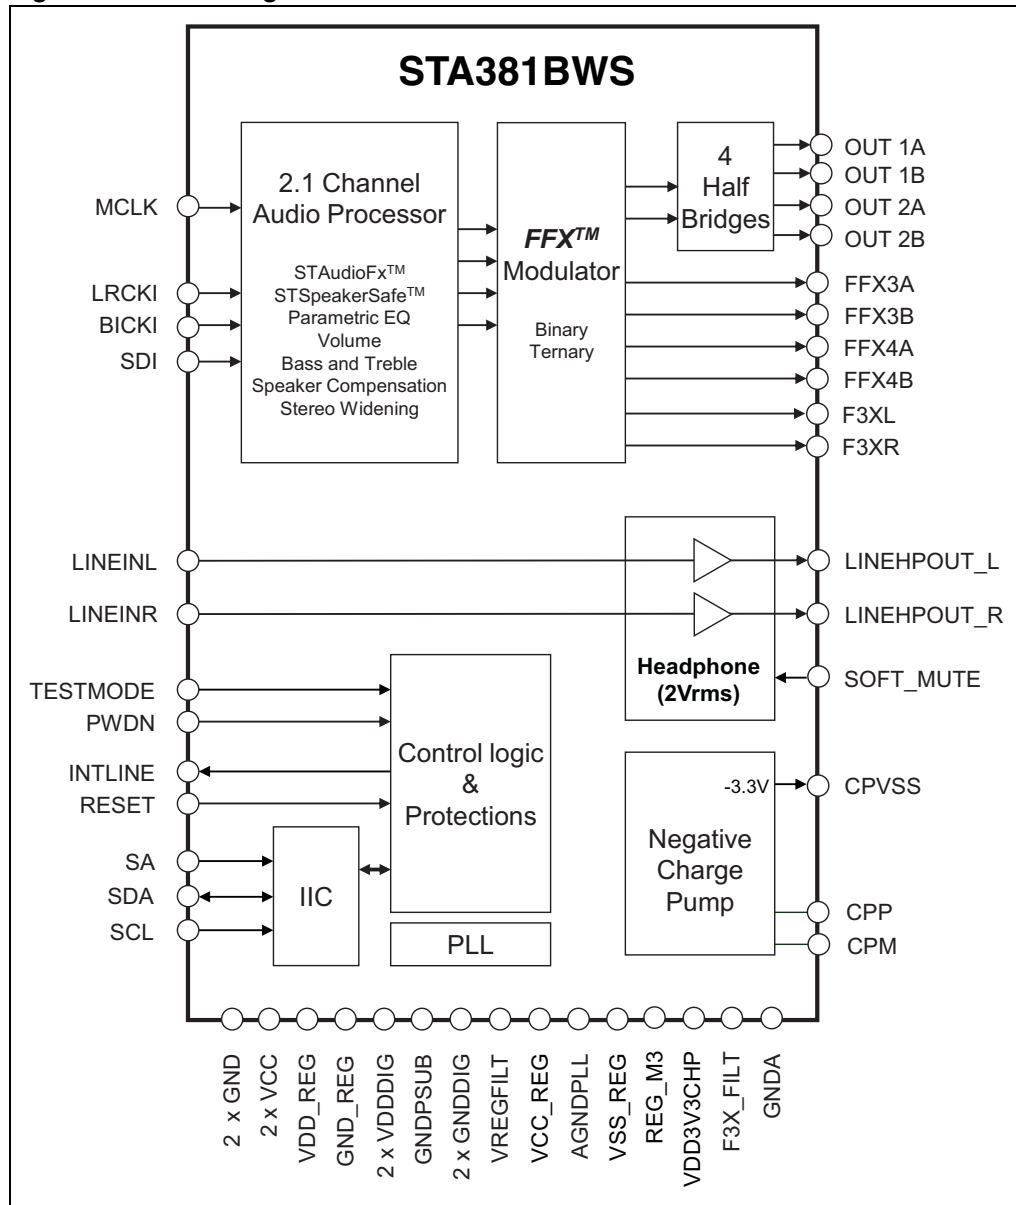 STA381BWS
2.1 Channel
Audio Processor
STAudioFx™
STSpeakerSafe™
Parametric EQ
Volume
Bass and Treble
Speaker Compensation
Stereo Widening
FFX™
Modulator
Binary
Ternary
4
Half
Bridges
MCLK
LRCKI
BICKI
SDI
OUT 1A
OUT 1B
OUT 2A
OUT 2B
FFX3A
FFX3B
FFX4A
FFX4B
F3XL
F3XR
LINEINL
LINEINR
Headphone
(2Vrms)
LINEHPOUT_L
LINEHPOUT_R
SOFT_MUTE
TESTMODE
PWDN
INTLINE
RESET
SA
SDA
SCL
Control logic
&
Protections
IIC
PLL
-3.3V
Negative
Charge
Pump
CPVSS
CPP
CPM
2 x GND
2 x VCC
VDD_REG
GND_REG
2 x VDDDIG
GNDPSUB
2 x GNDDIG
VREGFILT
VCC_REG
AGNDPLL
VSS_REG
REG_M3
VDD3V3CHP
F3X_FILT
GNDA